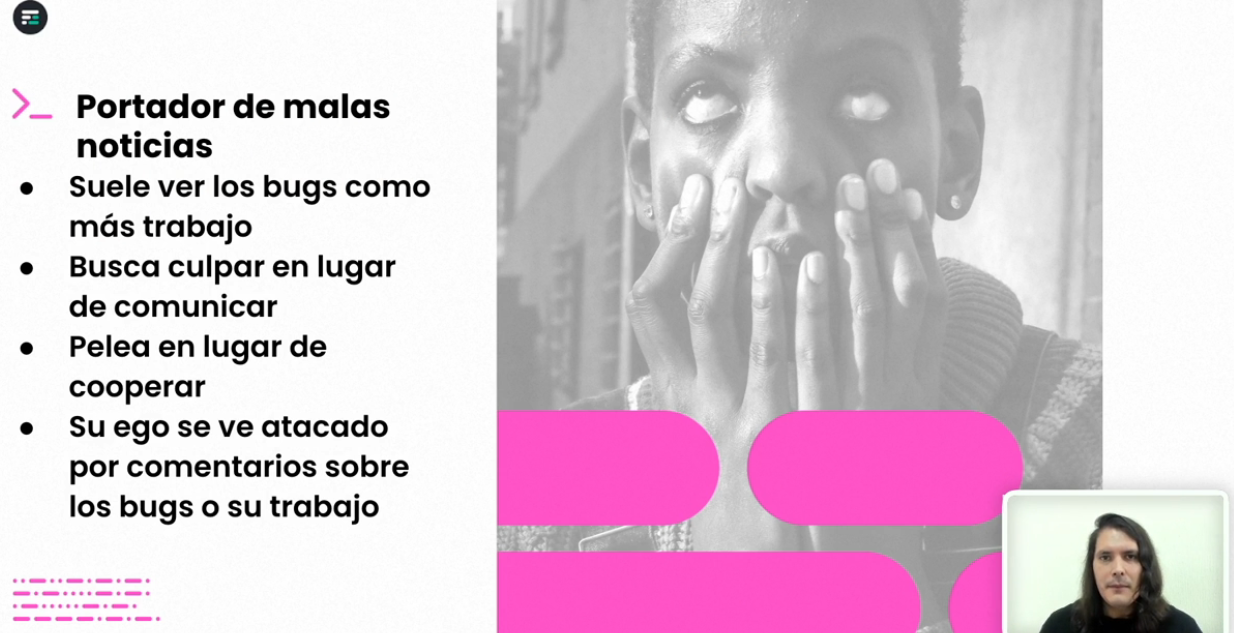 Portador de malas
noticias
● Suele ver los bugs como
más trabajo
● Busca culpar en lugar
de comunicar
● Pelea en lugar de
cooperar
● Su ego se ve atacado
por comentarios sobre
los bugs o su trabajo